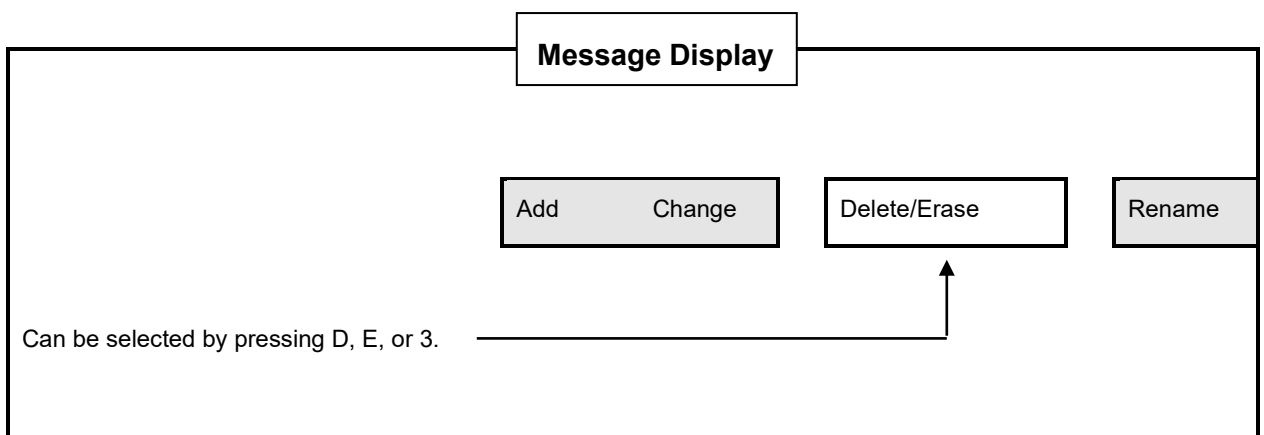 Message Display
Add Change Delete/Erase Rename
Can be selected by pressing D, E, or 3.